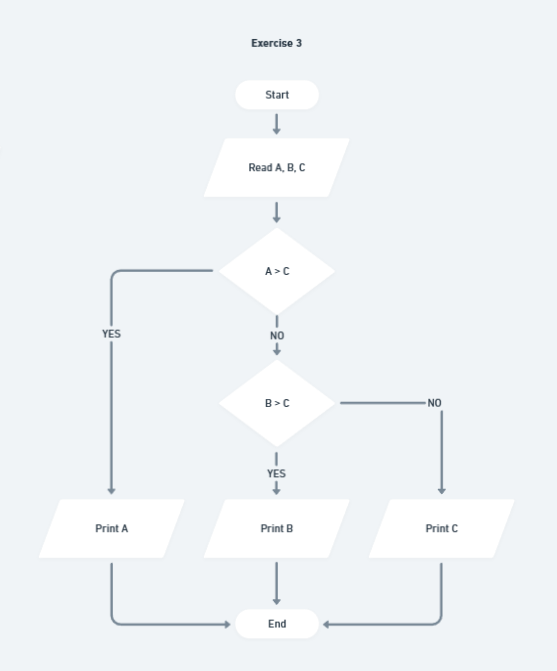 Exercise 3
Start
Read A, B, C
A > C
YES
NO
B > C
NO
YES
Print A
Print B
Print C
End